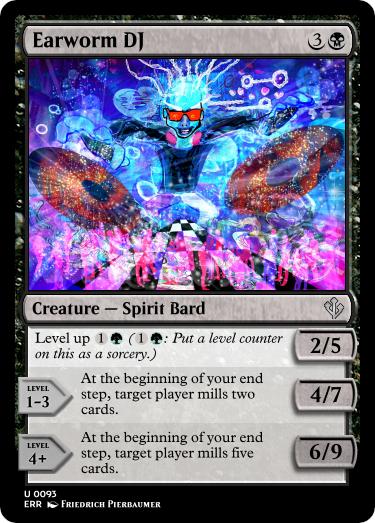 Earworm DJ 3
Creature — Spirit Bard
Level up 1 ( 1 : Put a level counter
on this as a sorcery.)
2/5
LEVEL
1-3
At the beginning of your end
step, target player mills two
cards.
4/7
LEVEL
4+
At the beginning of your end
step, target player mills five
cards.
6/9
U 0093
ERR Friedrich Pierbaumer